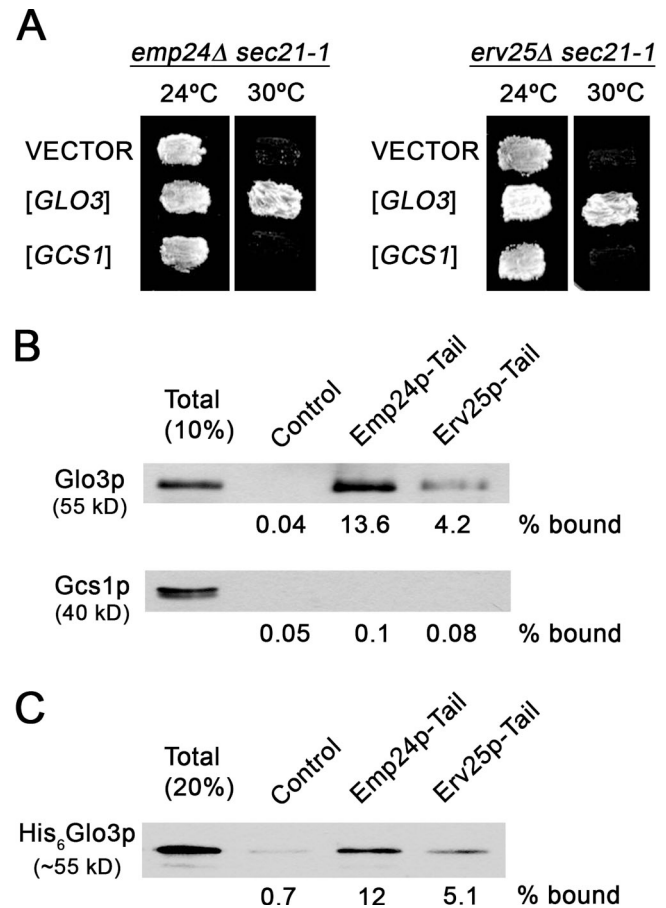 A
emp24Δ sec21-1
erv25Δ sec21-1
24ºC 30ºC
24ºC 30ºC
VECTOR
[GLO3]
[GCS1]
VECTOR
[GLO3]
[GCS1]
B
Total (10%)
Control
Emp24p-Tail
Erv25p-Tail
Glo3p
(55 kD)
0.04 13.6 4.2 % bound
Gcs1p
(40 kD)
0.05 0.1 0.08 % bound
C
Total (20%)
Control
Emp24p-Tail
Erv25p-Tail
His₆Glo3p
(~55 kD)
0.7 12 5.1 % bound